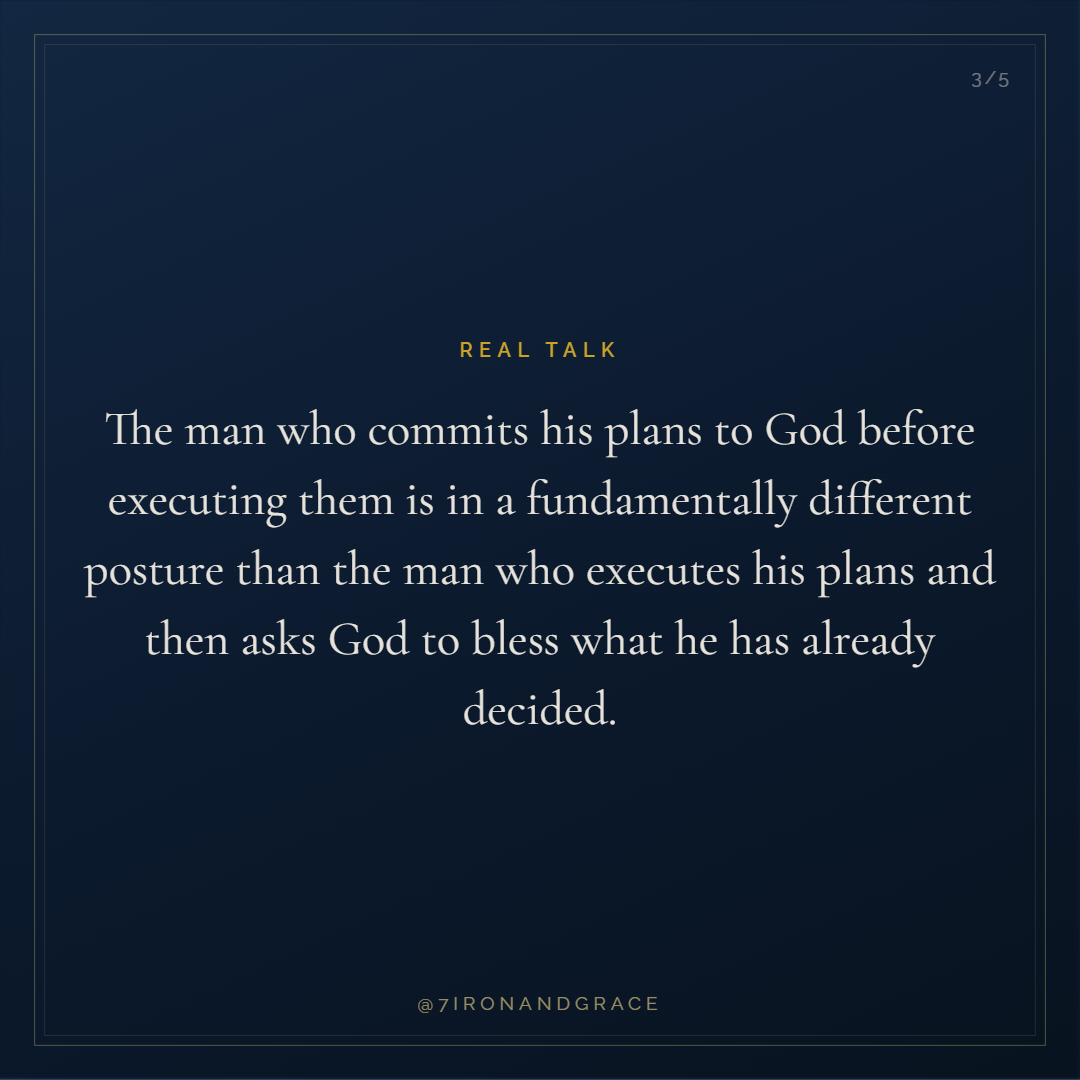 3/5
REAL TALK
The man who commits his plans to God before
executing them is in a fundamentally different
posture than the man who executes his plans and
then asks God to bless what he has already
decided.
@7IRONANDGRACE